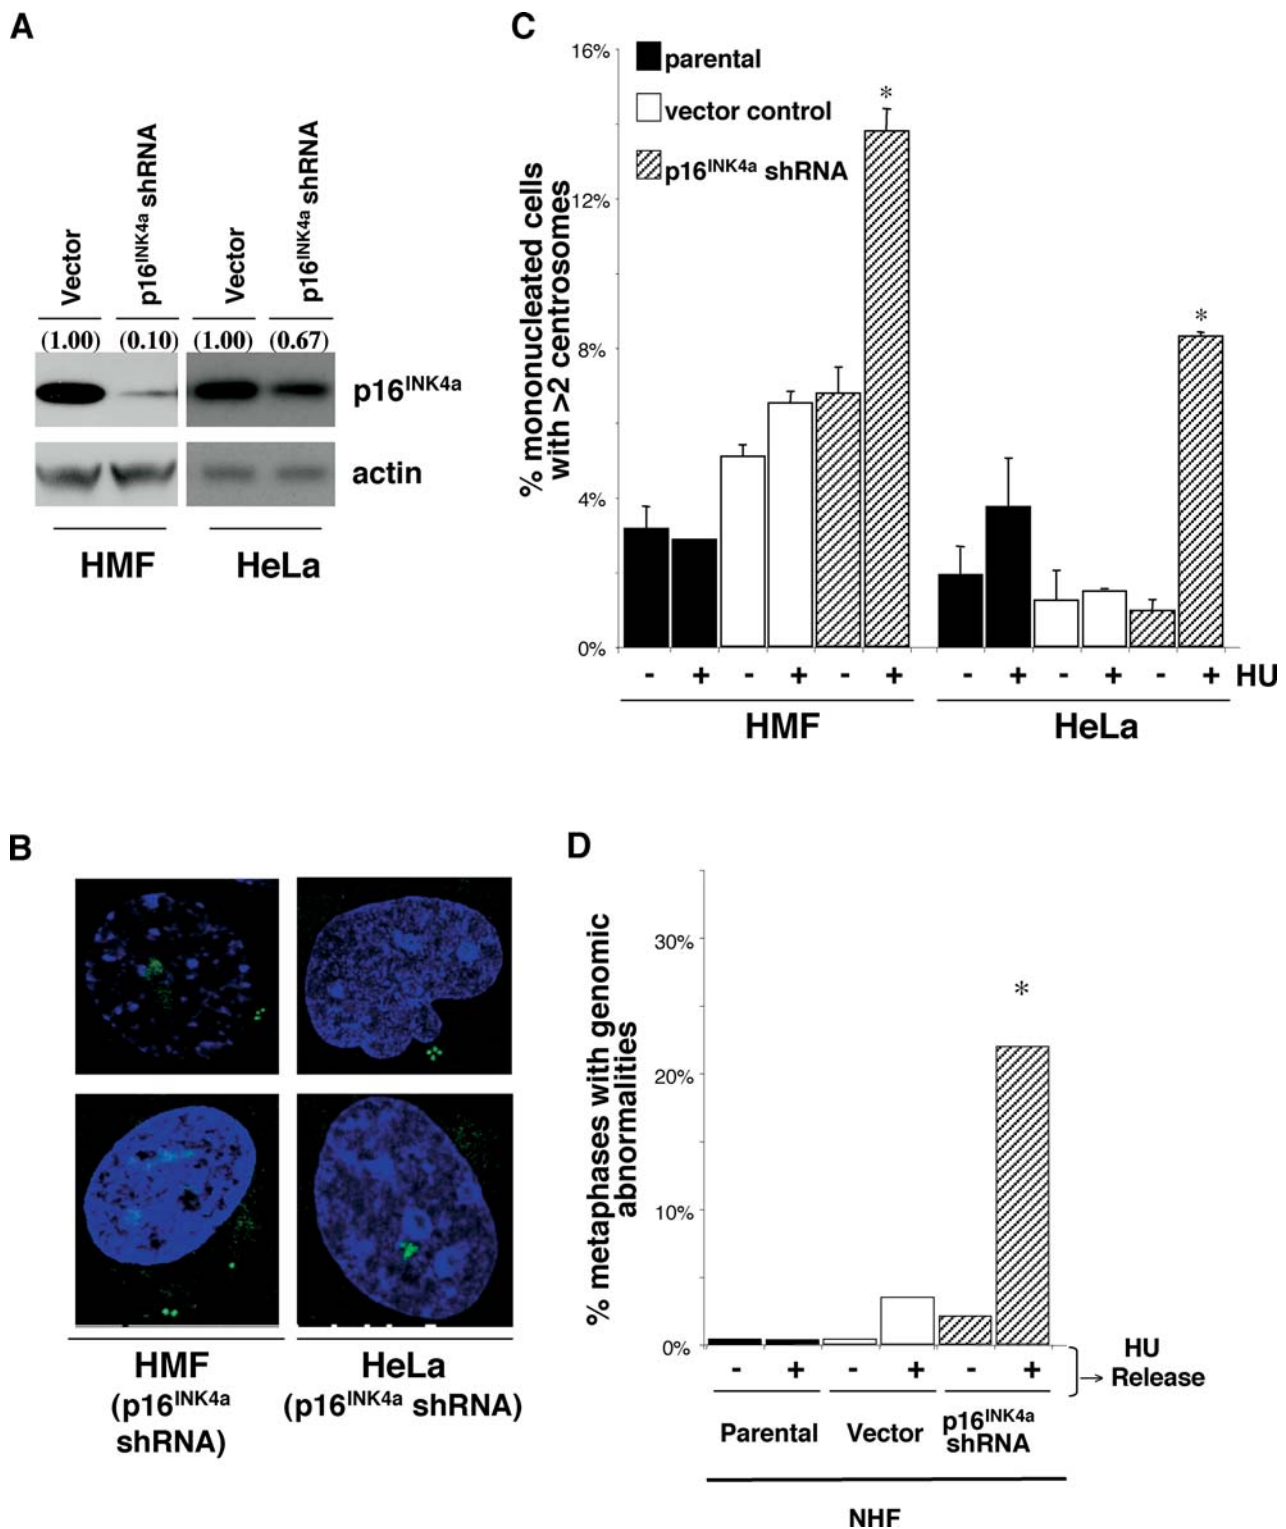 A
Vector
p16INK4a shRNA
Vector
p16INK4a shRNA
(1.00) (0.10) (1.00) (0.67)
p16INK4a
actin
HMF HeLa
C
16%
12%
8%
4%
0%
% mononucleated cells
with >2 centrosomes
parental
vector control
p16INK4a shRNA
*
*
- + - + - + - + - + - + HU
HMF HeLa
B
HMF
(p16INK4a
shRNA)
HeLa
(p16INK4a shRNA)
D
% metaphases with genomic
abnormalities
30%
20%
10%
0%
*
- + - + - +
HU
→ Release
Parental Vector p16INK4a
shRNA
NHF